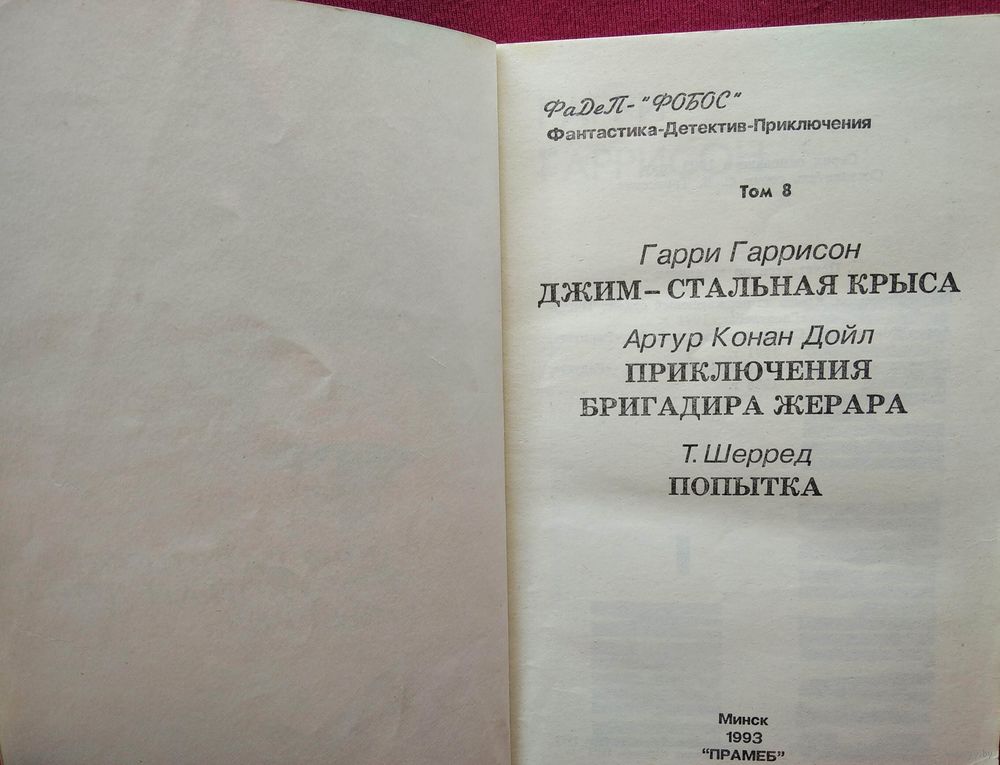 ФаДеП-"ФОБОС"
Фантастика-Детектив-Приключения
Том 8
Гарри Гаррисон
ДЖИМ–СТАЛЬНАЯ КРЫСА
Артур Конан Дойл
ПРИКЛЮЧЕНИЯ
БРИГАДИРА ЖЕРАРА
Т. Шерред
ПОПЫТКА
Минск
1993
"ПРАМЕБ"